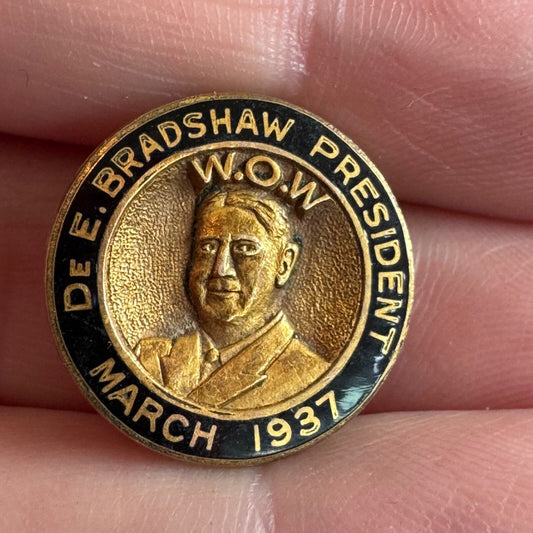 DE E. BRADSHAW PRESIDENT
W.O.W
MARCH 1937